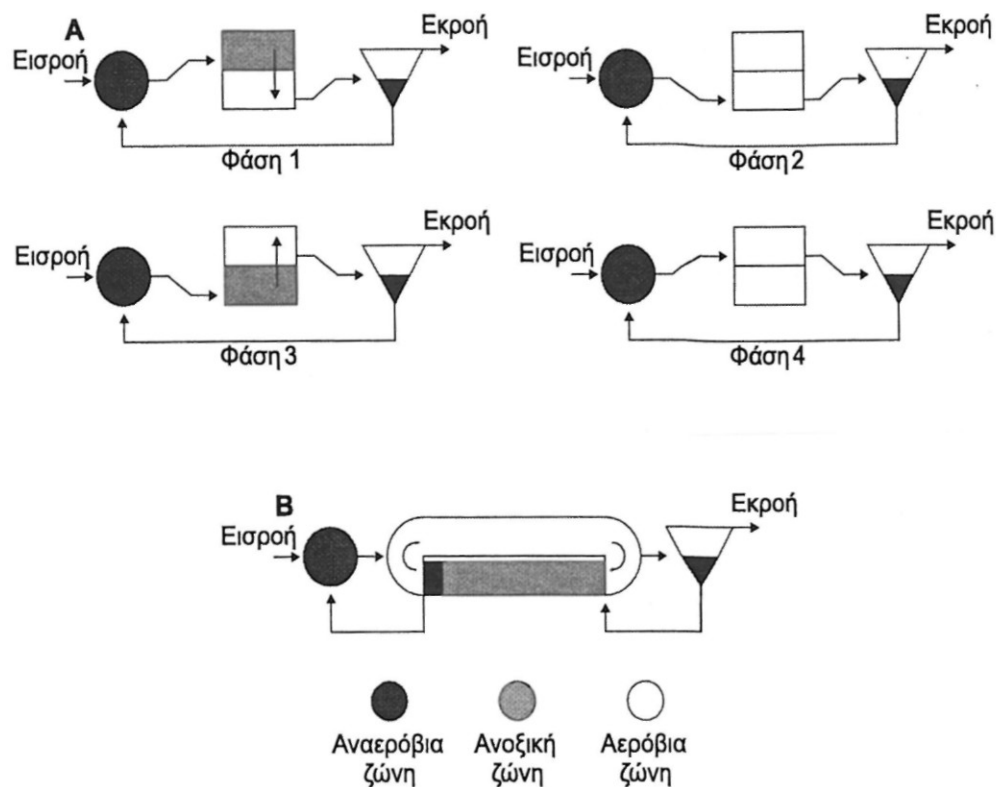 A
Εισροή
Εκροή
Φάση 1
Εισροή
Εκροή
Φάση 2
Εισροή
Εκροή
Φάση 3
Εισροή
Εκροή
Φάση 4
B
Εισροή
Εκροή
Αναερόβια
ζώνη
Ανοξική
ζώνη
Αερόβια
ζώνη